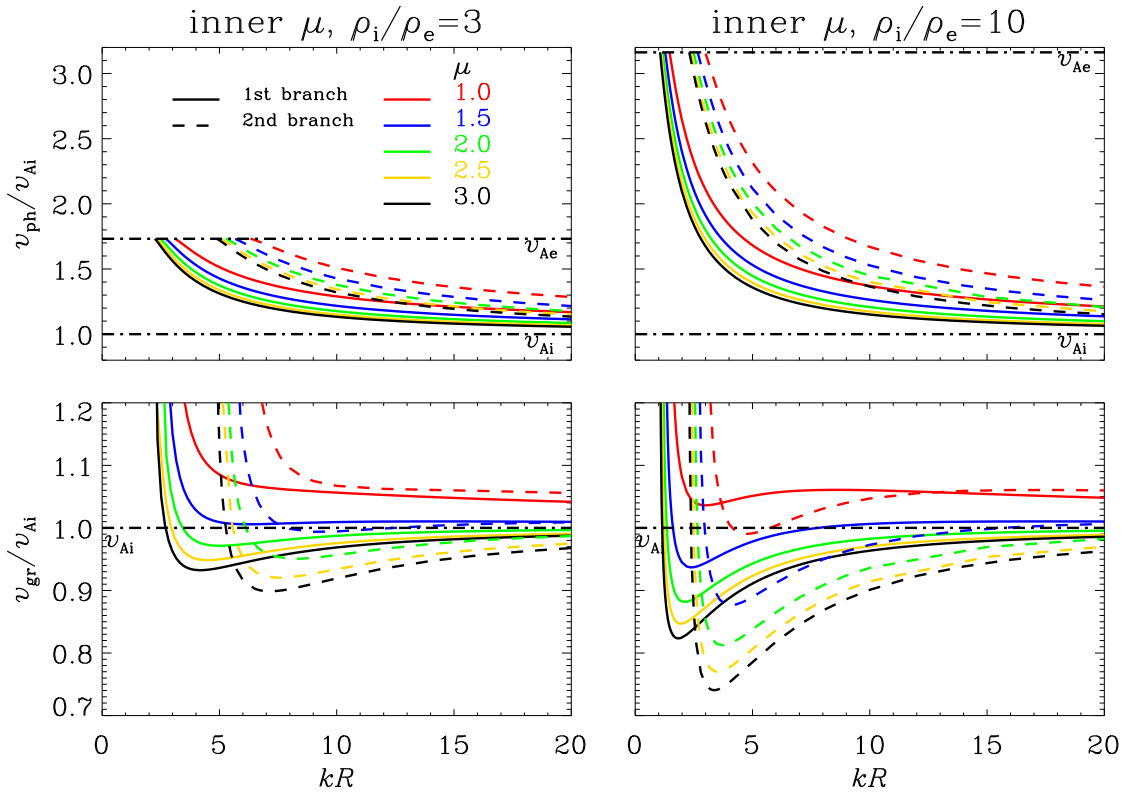 inner μ, ρi/ρe=3
inner μ, ρi/ρe=10
μ
1st branch
2nd branch
1.0
1.5
2.0
2.5
3.0
vph/vAi
3.0
2.5
2.0
1.5
1.0
vAe
vAi
vAe
vAi
vgr/vAi
1.2
1.1
1.0
0.9
0.8
0.7
vAi
vAi
0 5 10 15 20
0 5 10 15 20
kR
kR